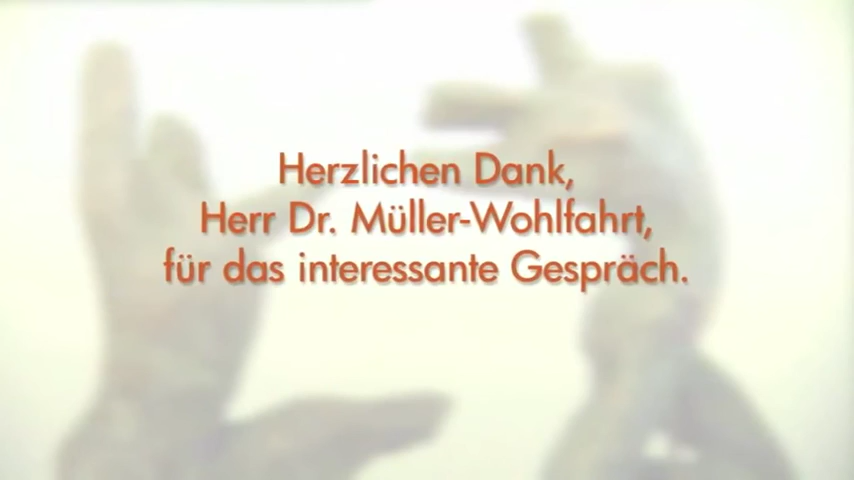 Herzlichen Dank,
Herr Dr. Müller-Wohlfahrt,
für das interessante Gespräch.